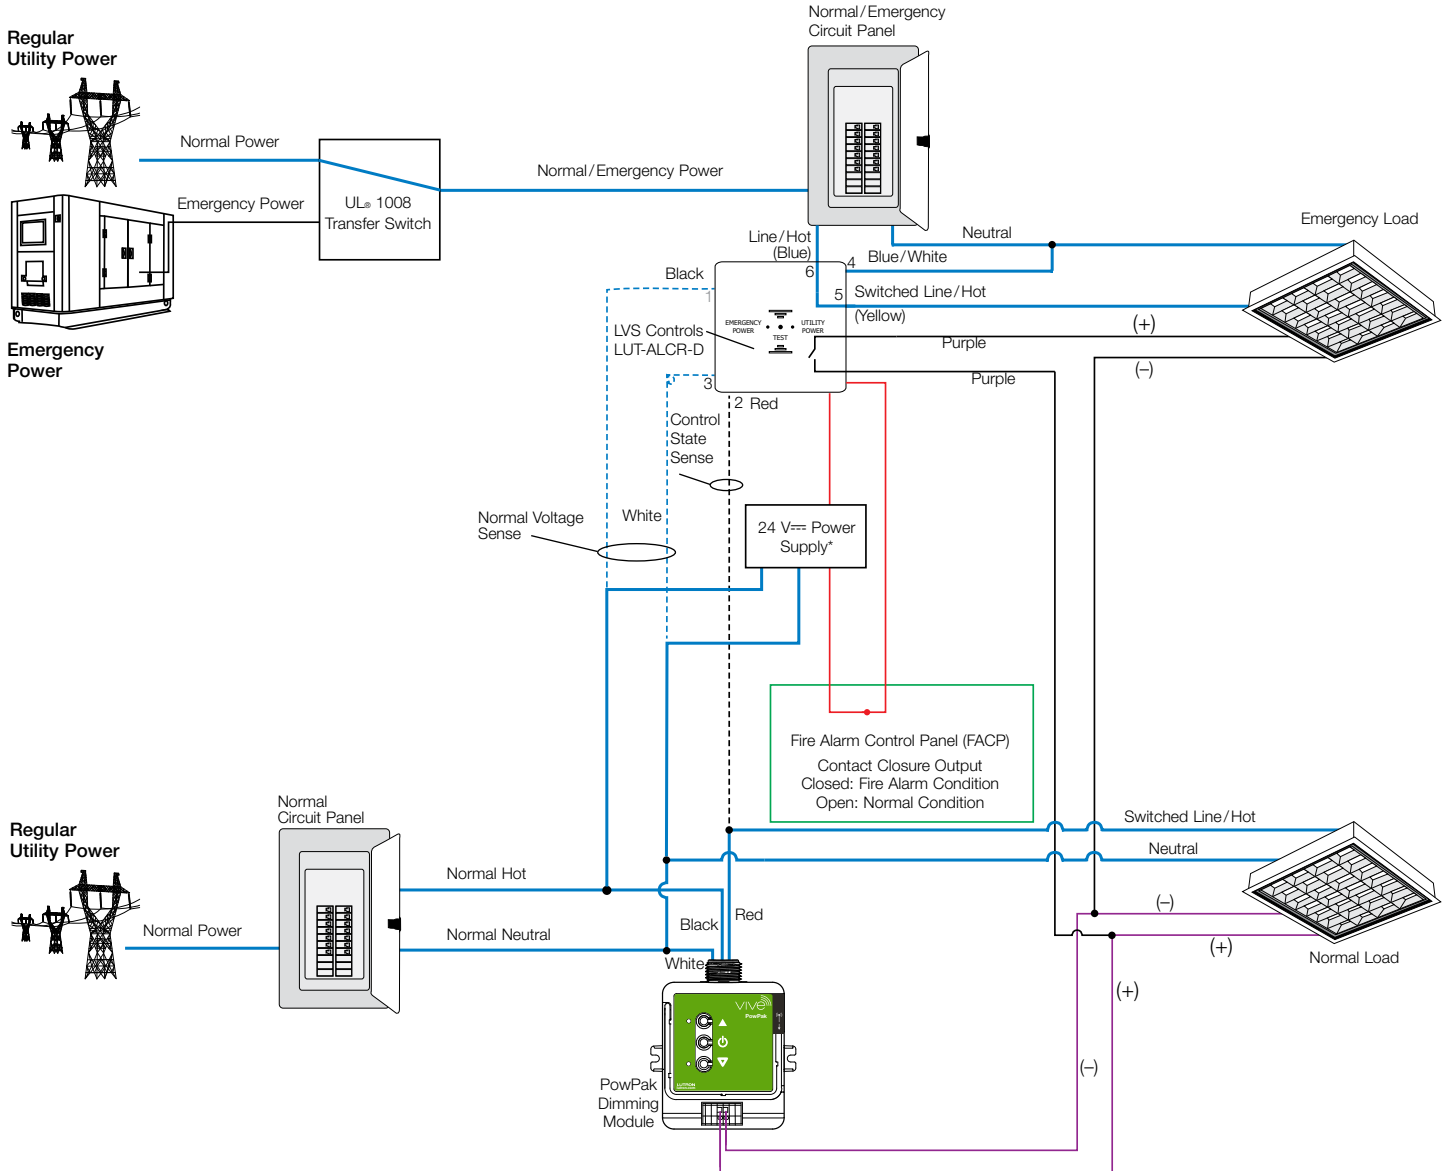 Regular
Utility Power
Normal/Emergency
Circuit Panel
Normal Power
Normal/Emergency Power
UL® 1008
Transfer Switch
Emergency Power
Emergency
Power
Line/Hot
(Blue)
Neutral
Emergency Load
4
Blue/White
6
Black
1
5
Switched Line/Hot
(Yellow)
LVS Controls
LUT-ALCR-D
EMERGENCY
POWER
UTILITY
POWER
TEST
(+)
Purple
(–)
Purple
3
2 Red
Control
State
Sense
Normal Voltage
Sense
White
24 V⎓ Power
Supply*
Fire Alarm Control Panel (FACP)
Contact Closure Output
Closed: Fire Alarm Condition
Open: Normal Condition
Normal
Circuit Panel
Regular
Utility Power
Switched Line/Hot
Neutral
Normal Hot
Black
Red
(–)
Normal Power
Normal Neutral
White
(+)
Normal Load
(+)
VIVE
PowPak
LUTRON
(–)
PowPak
Dimming
Module